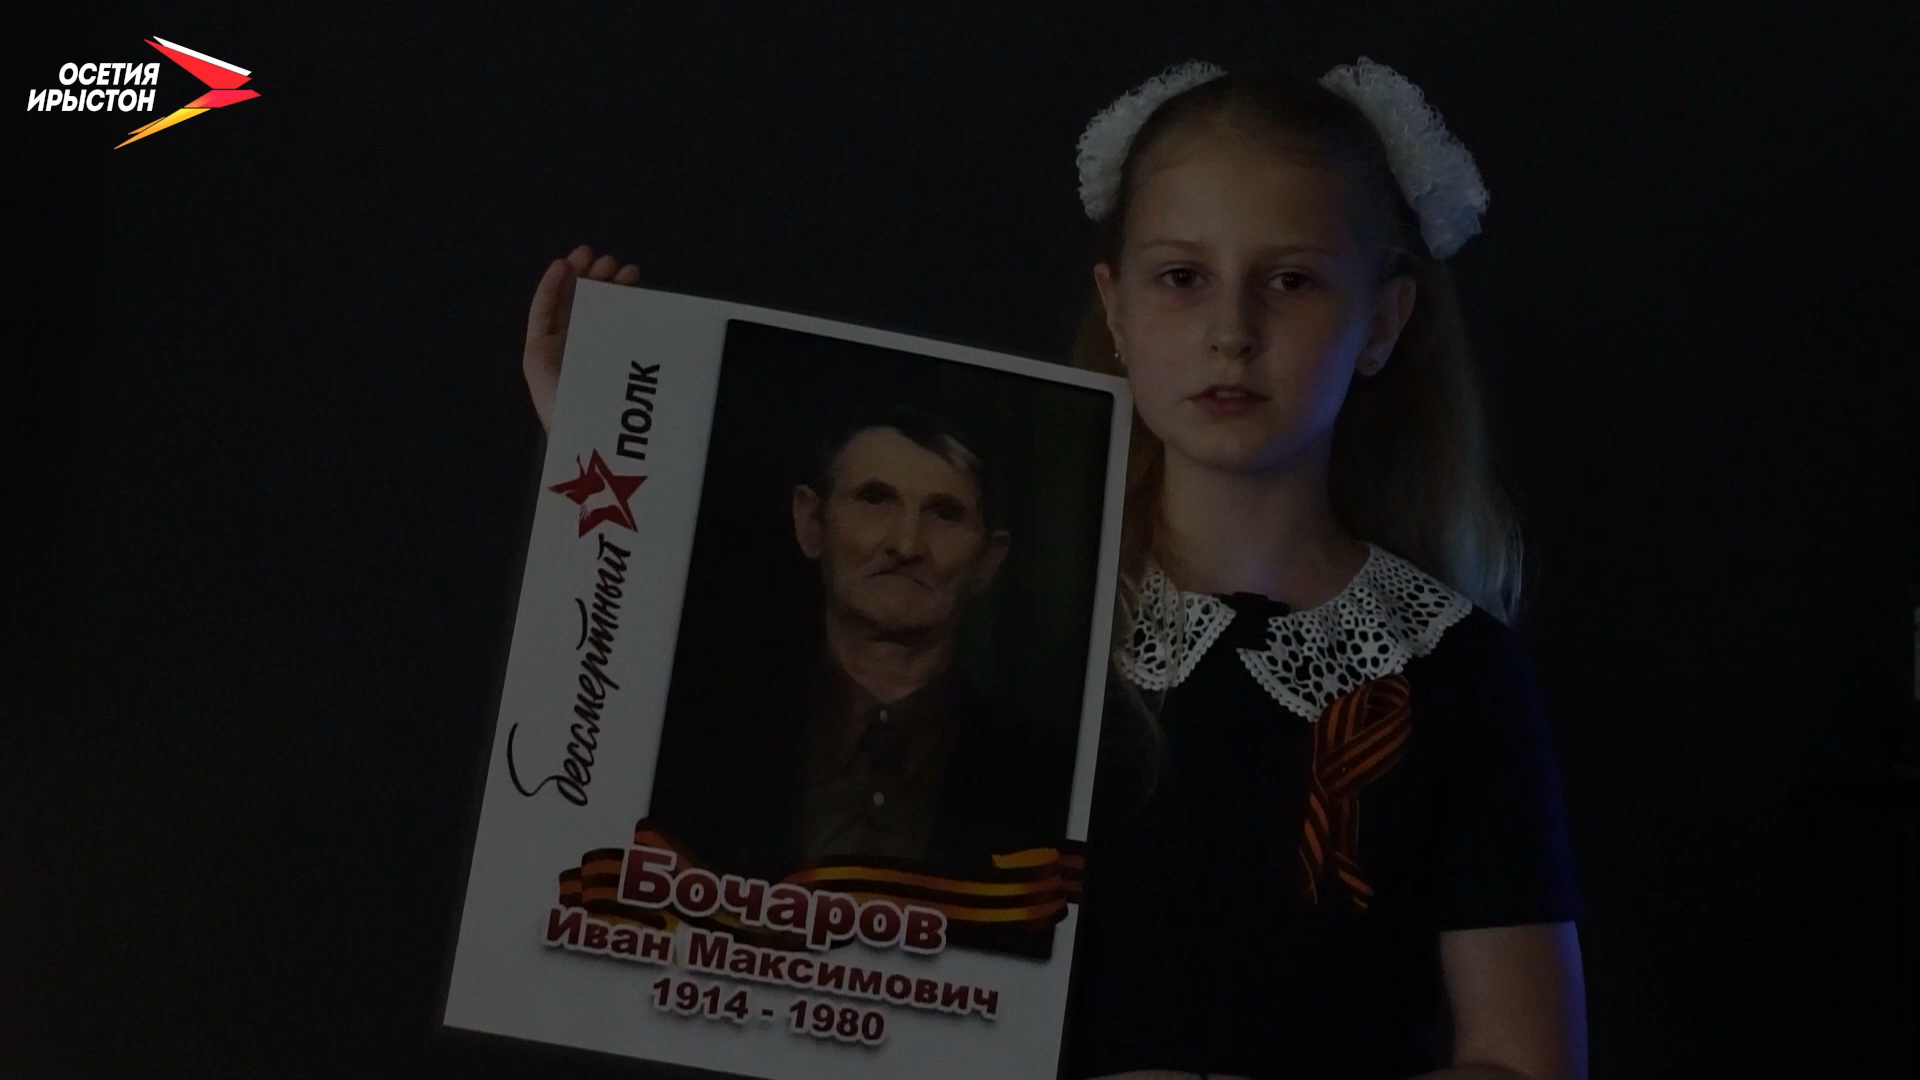 ОСЕТИЯ
ИРЫСТОН
бессмертный ПОЛК
Бочаров
Иван Максимович
1914 - 1980